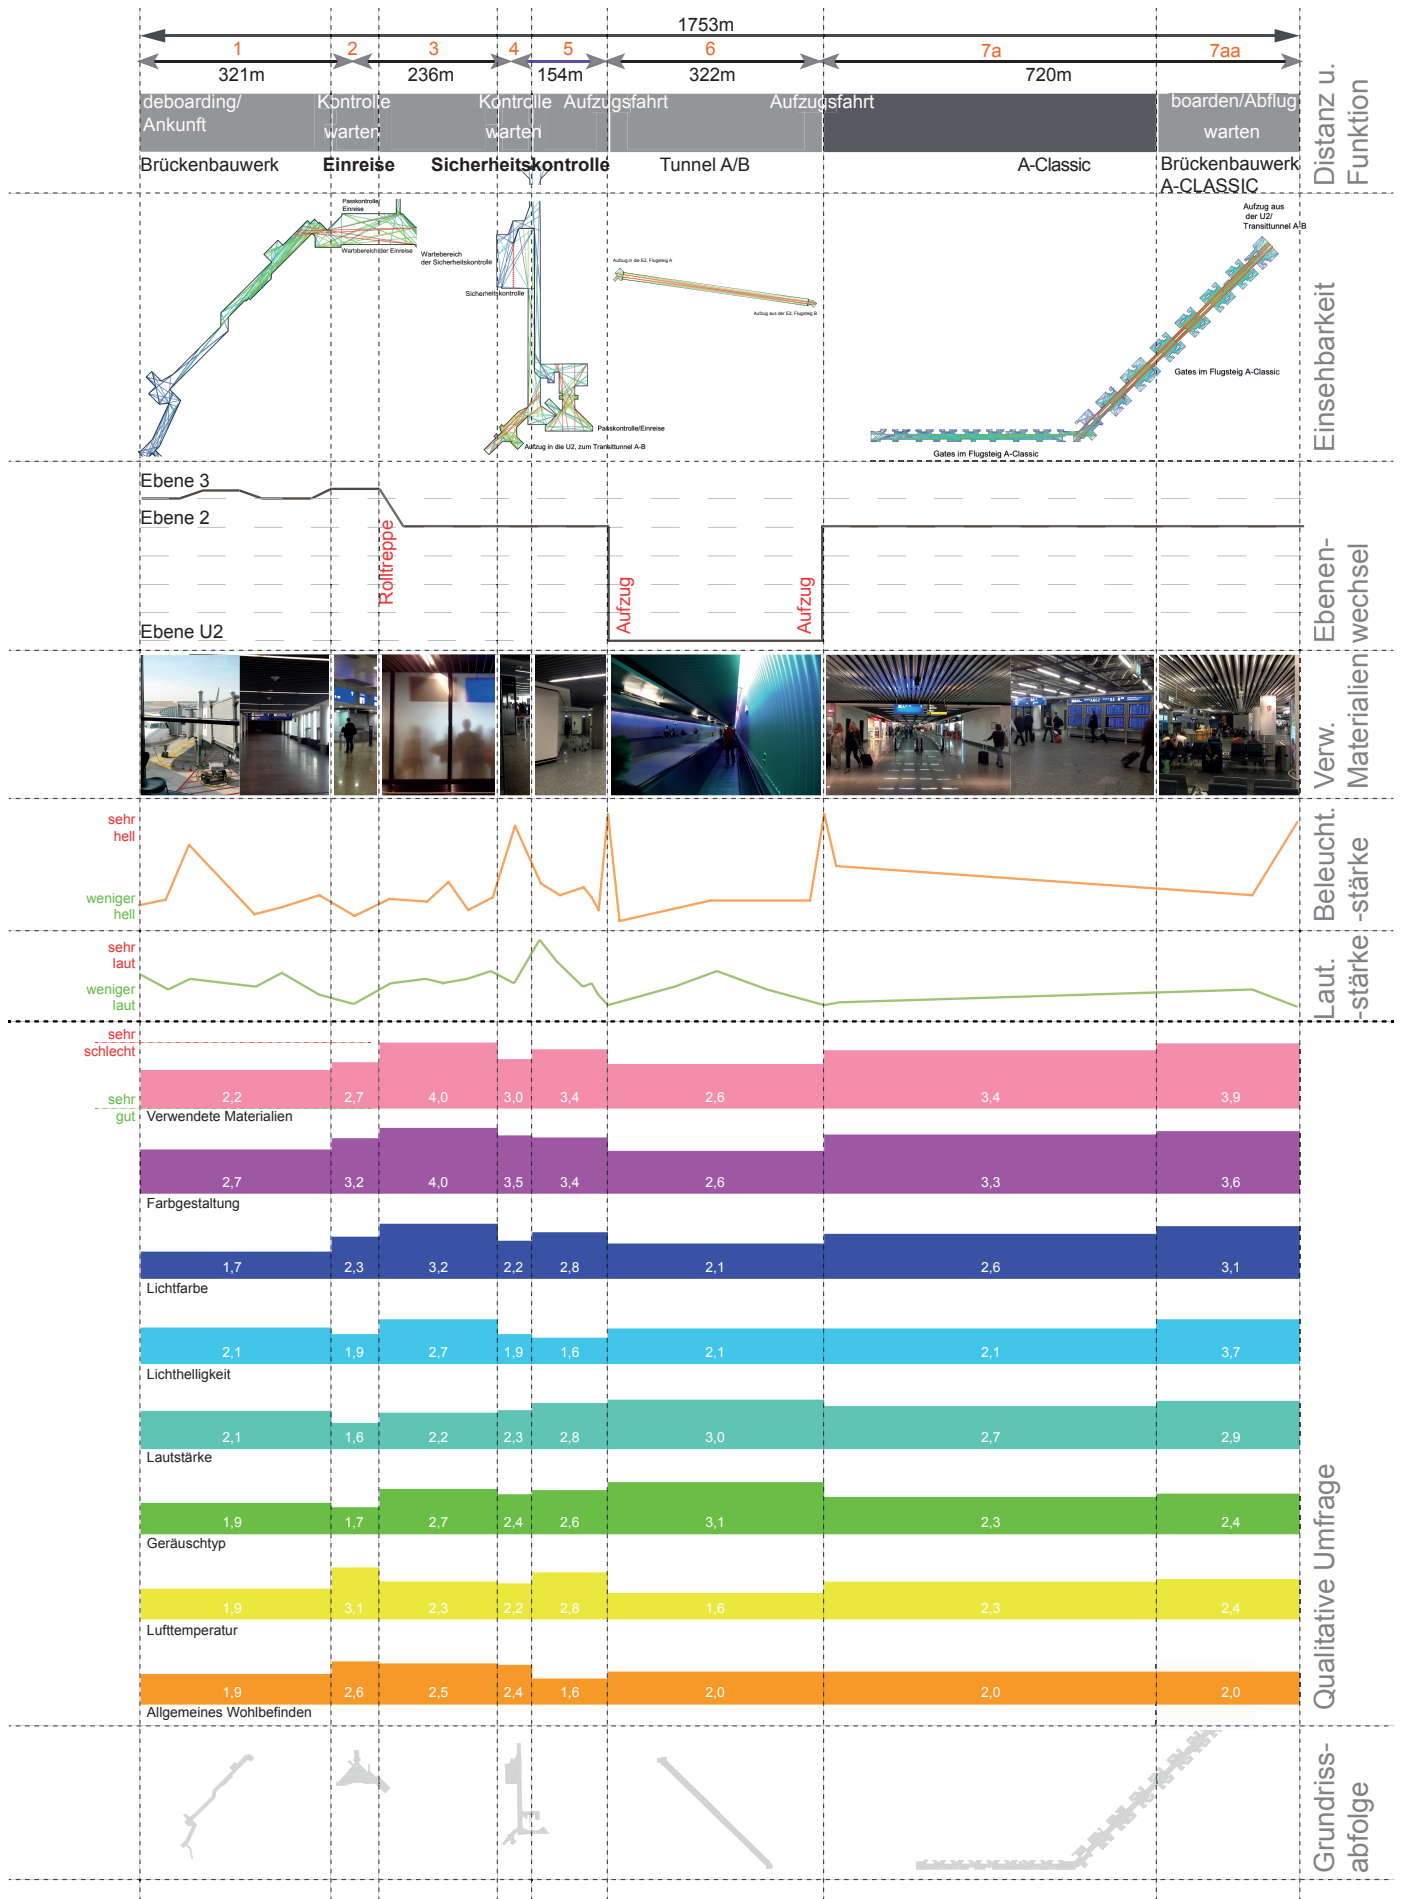 1753m
1 2 3 4 5 6 7a 7aa
321m 236m 154m 322m 720m
deboarding/ Kontrolle Kontrolle Aufzugsfahrt Aufzugsfahrt boarden/Abflug
Ankunft warten warten warten
Brückenbauwerk Einreise Sicherheitskontrolle Tunnel A/B A-Classic Brückenbauwerk
A-CLASSIC
Distanz u.
Funktion
Passkontrolle/
Einreise
Wartebereich der Einreise
Wartebereich
der Sicherheitskontrolle
Sicherheitskontrolle
Passkontrolle/Einreise
Aufzug in die U2, zum Transittunnel A-B
Aufzug in die E2, Flugsteig A
Aufzug aus der E2, Flugsteig B
Aufzug aus
der U2/
Transittunnel A-B
Gates im Flugsteig A-Classic
Gates im Flugsteig A-Classic
Einsehbarkeit
Ebene 3
Ebene 2
Ebene U2
Rolltreppe
Aufzug
Aufzug
Ebenen-
wechsel
Verw.
Materialien
sehr
hell
weniger
hell
Beleucht.
-stärke
sehr
laut
weniger
laut
Laut.
-stärke
sehr
schlecht
sehr
gut
2,2 2,7 4,0 3,0 3,4 2,6 3,4 3,9
Verwendete Materialien
2,7 3,2 4,0 3,5 3,4 2,6 3,3 3,6
Farbgestaltung
1,7 2,3 3,2 2,2 2,8 2,1 2,6 3,1
Lichtfarbe
2,1 1,9 2,7 1,9 1,6 2,1 2,1 3,7
Lichthelligkeit
2,1 1,6 2,2 2,3 2,8 3,0 2,7 2,9
Lautstärke
1,9 1,7 2,7 2,4 2,6 3,1 2,3 2,4
Geräuschtyp
1,9 3,1 2,3 2,2 2,8 1,6 2,3 2,4
Lufttemperatur
1,9 2,6 2,5 2,4 1,6 2,0 2,0 2,0
Allgemeines Wohlbefinden
Qualitative Umfrage
Grundriss-
abfolge